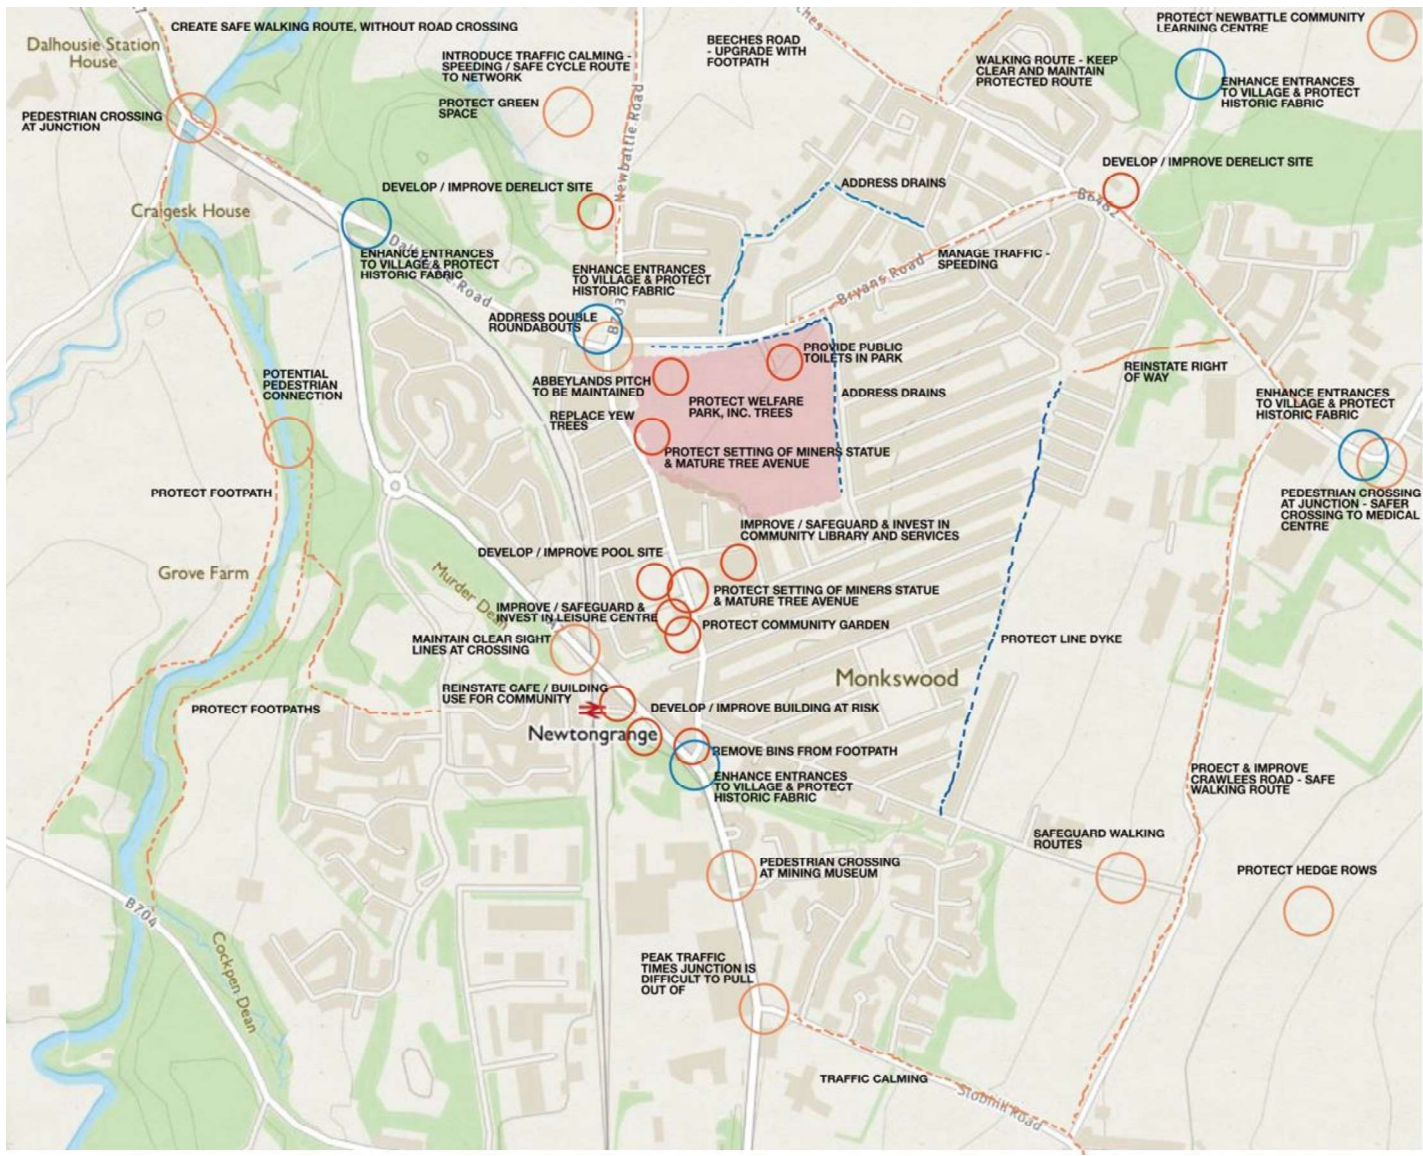 CREATE SAFE WALKING ROUTE, WITHOUT ROAD CROSSING
Dalhousie Station
House
INTRODUCE TRAFFIC CALMING -
SPEEDING / SAFE CYCLE ROUTE
TO NETWORK
BEECHES ROAD
- UPGRADE WITH
FOOTPATH
WALKING ROUTE - KEEP
CLEAR AND MAINTAIN
PROTECTED ROUTE
PROTECT NEWBATTLE COMMUNITY
LEARNING CENTRE
ENHANCE ENTRANCES
TO VILLAGE & PROTECT
HISTORIC FABRIC
PROTECT GREEN
SPACE
PEDESTRIAN CROSSING
AT JUNCTION
Newbattle Road
DEVELOP / IMPROVE DERELICT SITE
DEVELOP / IMPROVE DERELICT SITE
ADDRESS DRAINS
B6482
Craigesk House
ENHANCE ENTRANCES
TO VILLAGE & PROTECT
HISTORIC FABRIC
Road
ENHANCE ENTRANCES
TO VILLAGE & PROTECT
HISTORIC FABRIC
MANAGE TRAFFIC -
SPEEDING
Bryans Road
B703
ADDRESS DOUBLE
ROUNDABOUTS
PROVIDE PUBLIC
TOILETS IN PARK
POTENTIAL
PEDESTRIAN
CONNECTION
ABBEYLANDS PITCH
TO BE MAINTAINED
PROTECT WELFARE
PARK, INC. TREES
ADDRESS DRAINS
REINSTATE RIGHT
OF WAY
ENHANCE ENTRANCES
TO VILLAGE & PROTECT
HISTORIC FABRIC
REPLACE YEW
TREES
PROTECT SETTING OF MINERS STATUE
& MATURE TREE AVENUE
PROTECT FOOTPATH
PEDESTRIAN CROSSING
AT JUNCTION - SAFER
CROSSING TO MEDICAL
CENTRE
IMPROVE / SAFEGUARD & INVEST IN
COMMUNITY LIBRARY AND SERVICES
DEVELOP / IMPROVE POOL SITE
Grove Farm
Murder Dean
PROTECT SETTING OF MINERS STATUE
& MATURE TREE AVENUE
IMPROVE / SAFEGUARD &
INVEST IN LEISURE CENTRE
PROTECT COMMUNITY GARDEN
MAINTAIN CLEAR SIGHT
LINES AT CROSSING
PROTECT LINE DYKE
Monkswood
REINSTATE CAFE / BUILDING
USE FOR COMMUNITY
PROTECT FOOTPATHS
DEVELOP / IMPROVE BUILDING AT RISK
Newtongrange
REMOVE BINS FROM FOOTPATH
ENHANCE ENTRANCES
TO VILLAGE & PROTECT
HISTORIC FABRIC
PROECT & IMPROVE
CRAWLEES ROAD - SAFE
WALKING ROUTE
SAFEGUARD WALKING
ROUTES
PEDESTRIAN CROSSING
AT MINING MUSEUM
PROTECT HEDGE ROWS
B704
Cockpen Dean
PEAK TRAFFIC
TIMES JUNCTION IS
DIFFICULT TO PULL
OUT OF
TRAFFIC CALMING
Stobhill Road